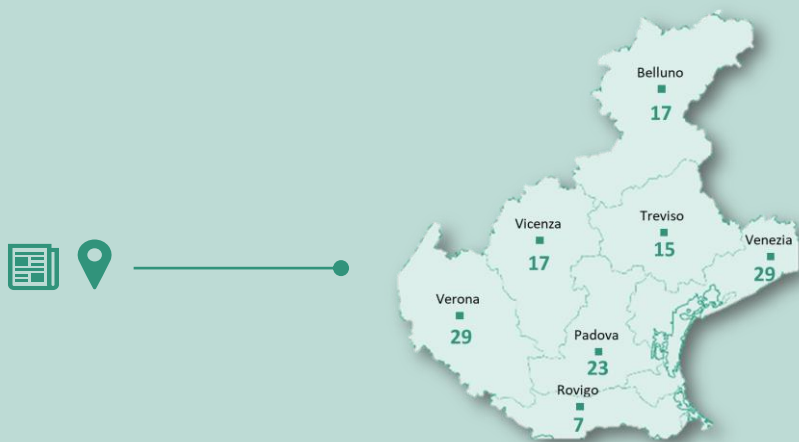 Belluno
17
Vicenza
17
Treviso
15
Venezia
29
Verona
29
Padova
23
Rovigo
7